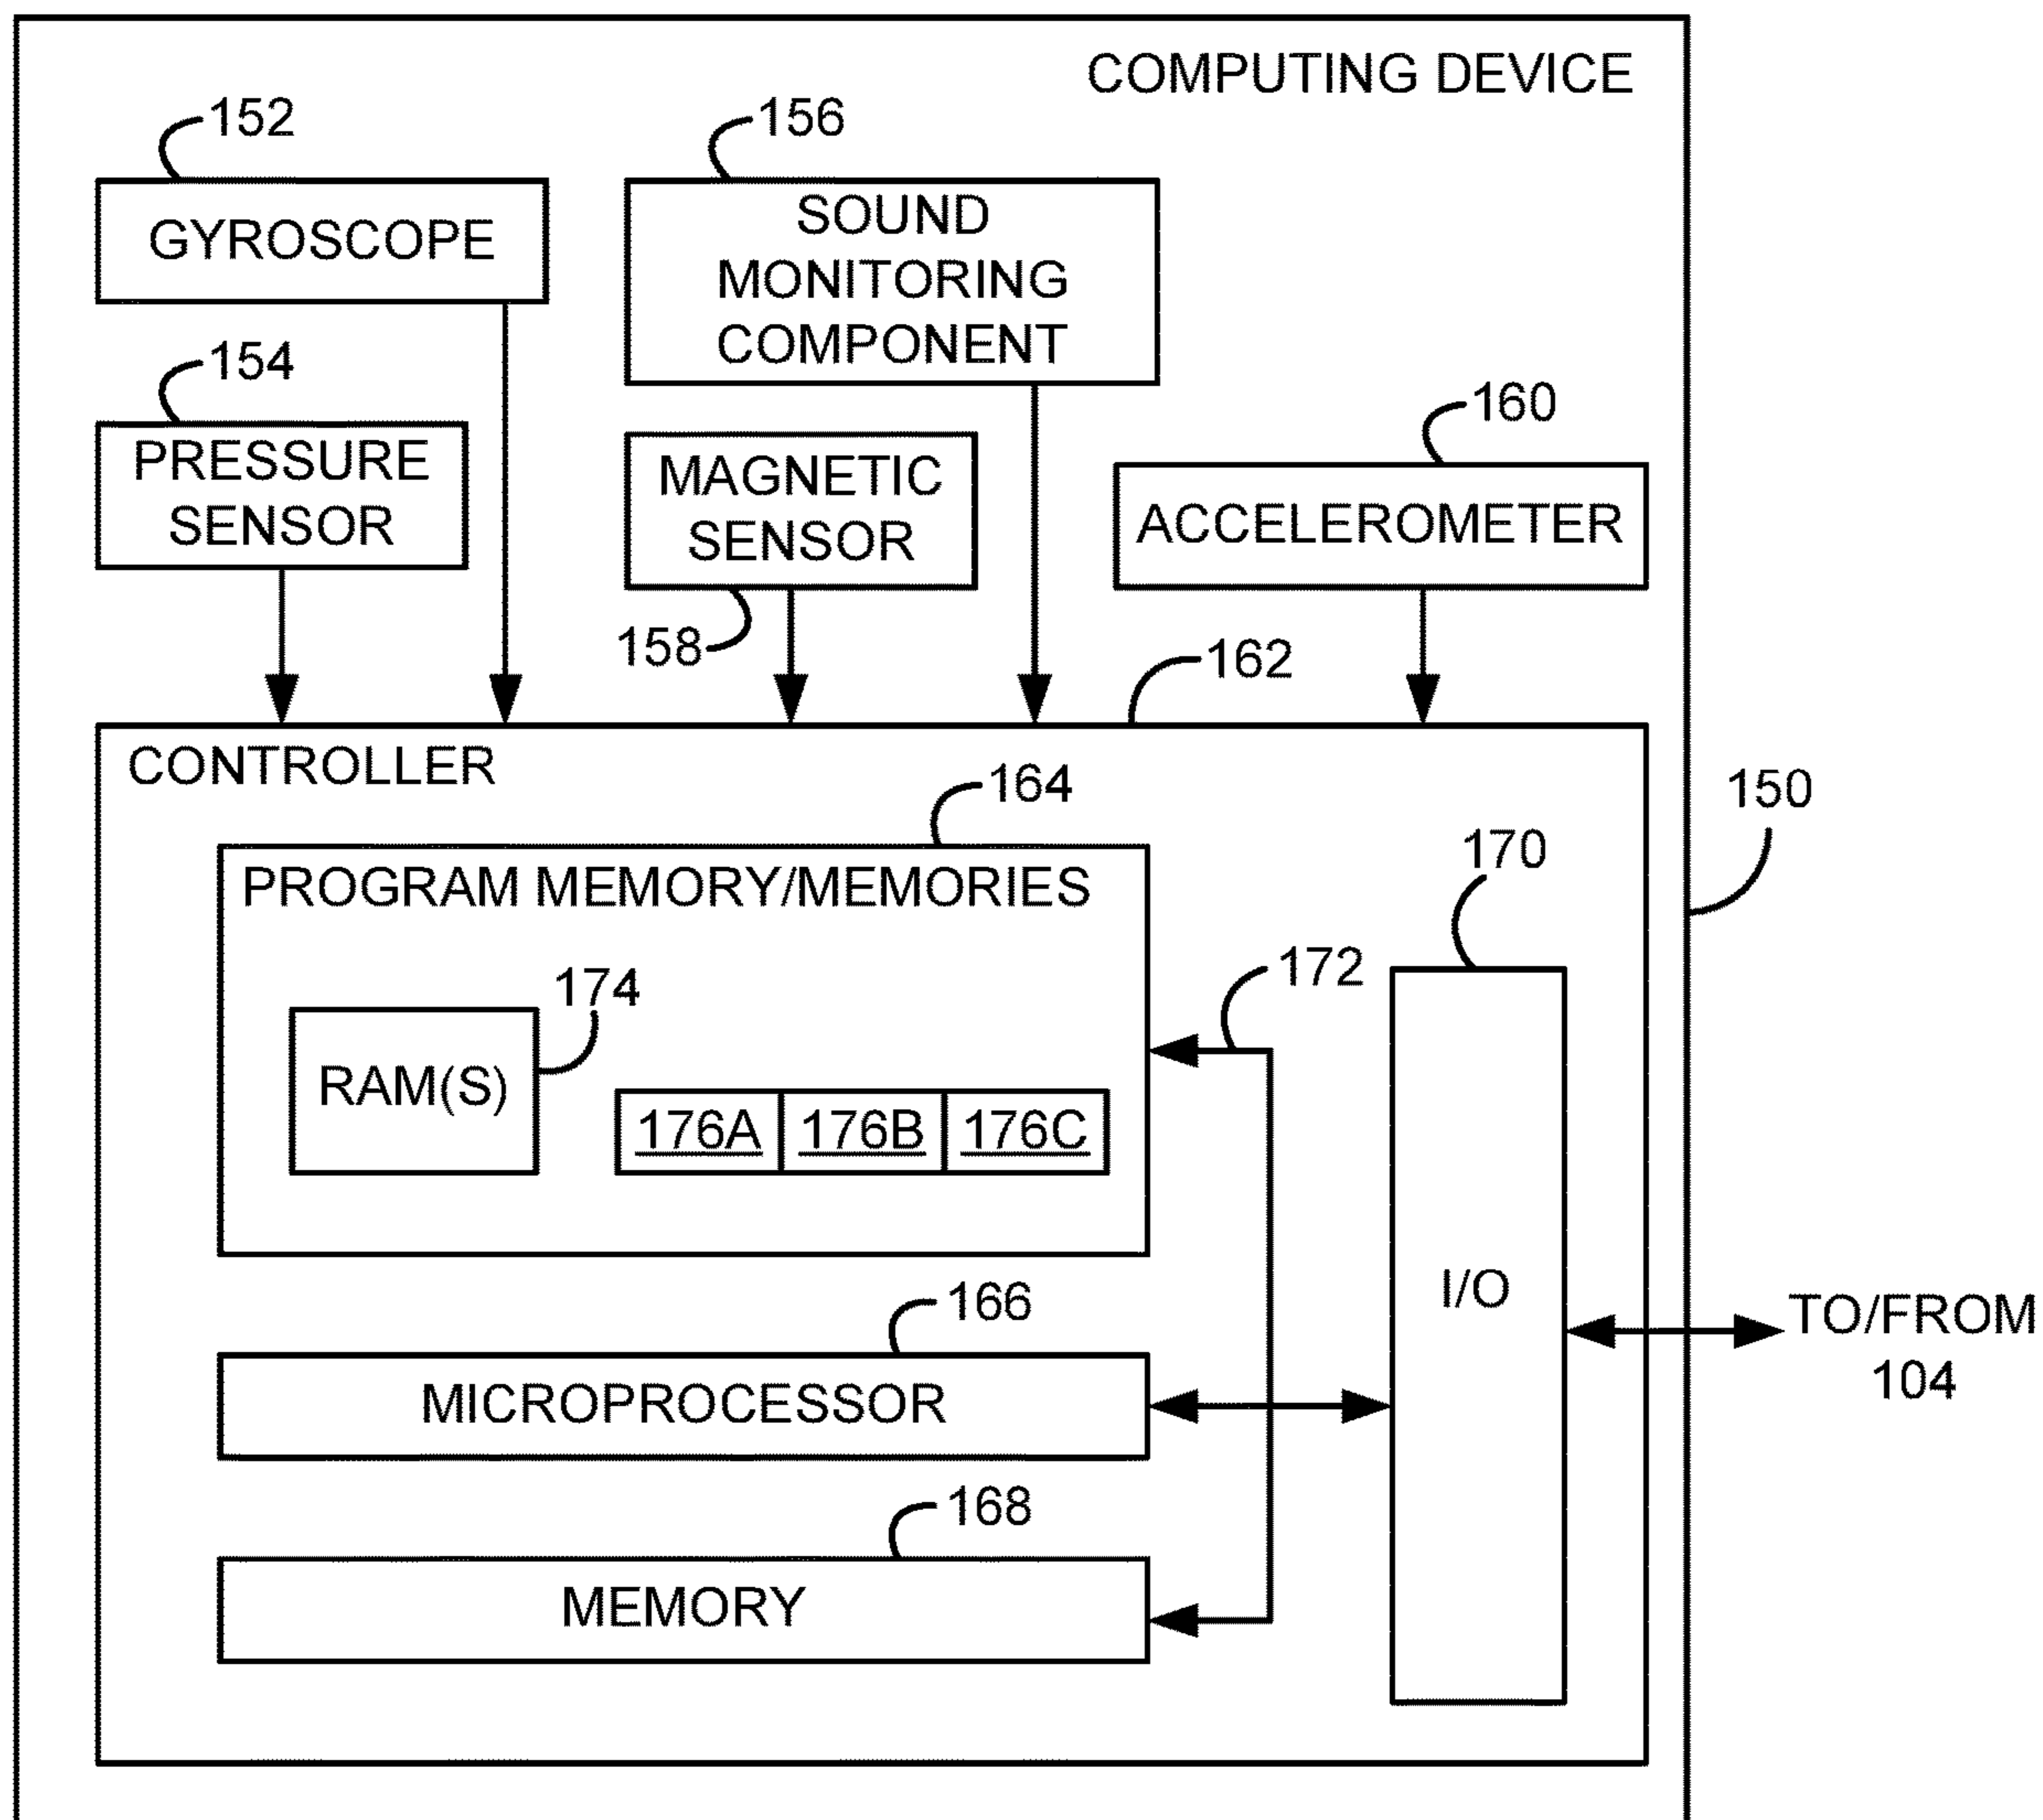 COMPUTING DEVICE
152
156
GYROSCOPE
SOUND
MONITORING
COMPONENT
154
160
PRESSURE
SENSOR
MAGNETIC
SENSOR
ACCELEROMETER
158
162
CONTROLLER
164
150
170
PROGRAM MEMORY/MEMORIES
172
174
RAM(S)
176A
176B
176C
I/O
166
TO/FROM
104
MICROPROCESSOR
168
MEMORY